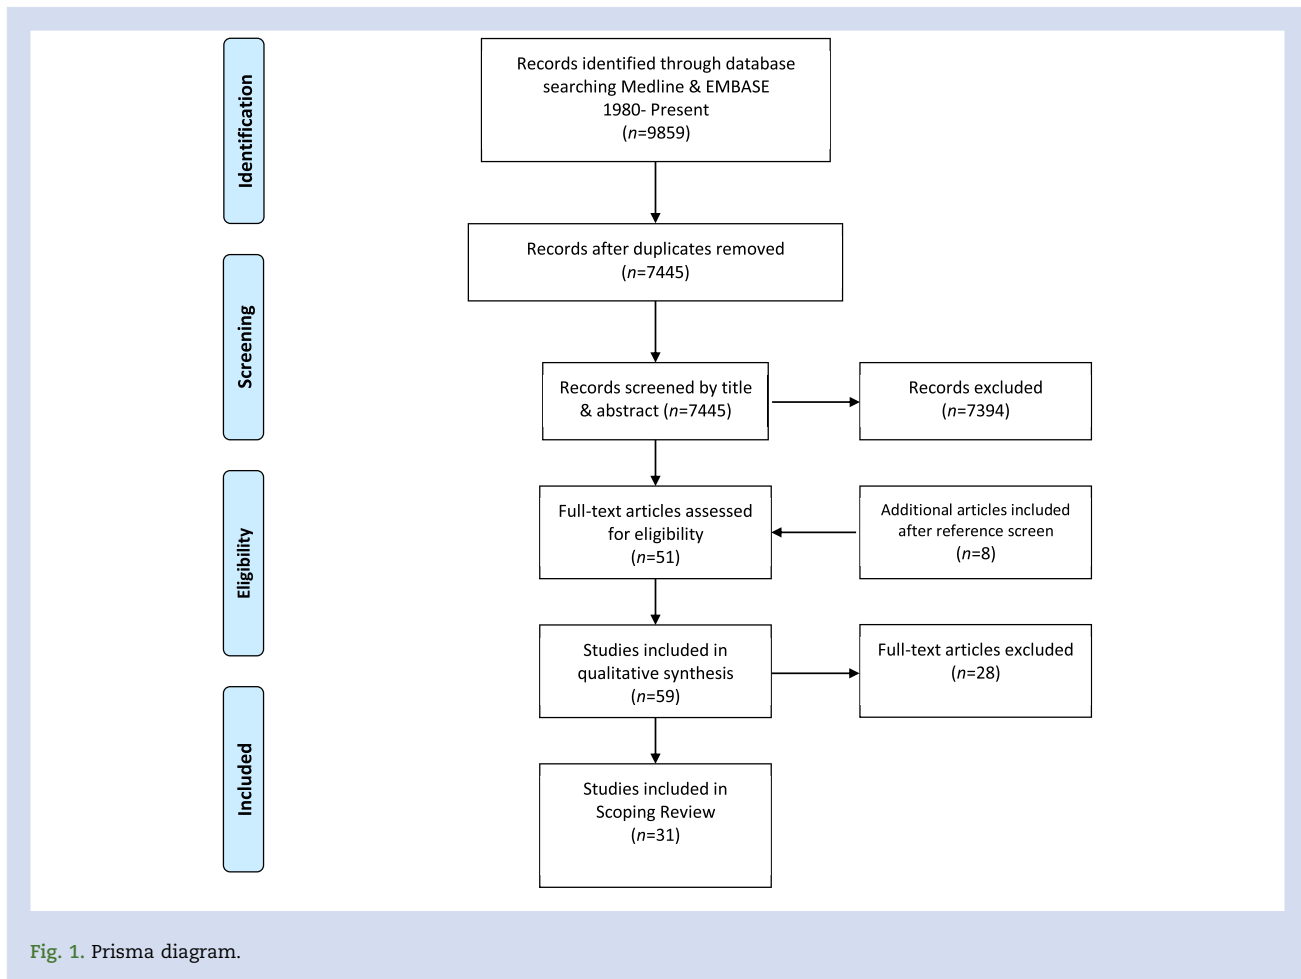 Identification
Records identified through database
searching Medline & EMBASE
1980- Present
(n=9859)
Records after duplicates removed
(n=7445)
Screening
Records screened by title
& abstract (n=7445)
Records excluded
(n=7394)
Eligibility
Full-text articles assessed
for eligibility
(n=51)
Additional articles included
after reference screen
(n=8)
Studies included in
qualitative synthesis
(n=59)
Full-text articles excluded
(n=28)
Included
Studies included in
Scoping Review
(n=31)
Fig. 1. Prisma diagram.